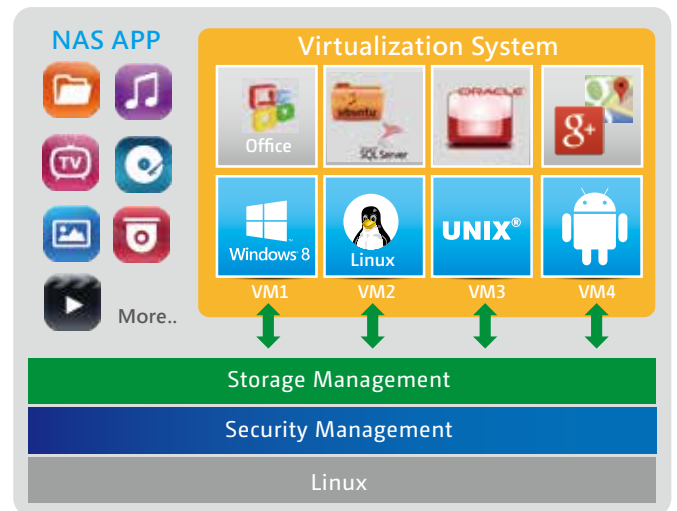 NAS APP
Virtualization System
Office
ubuntu
SQL Server
ORACLE
g+
TV
Windows 8
Linux
UNIX®
VM1 VM2 VM3 VM4
More..
Storage Management
Security Management
Linux